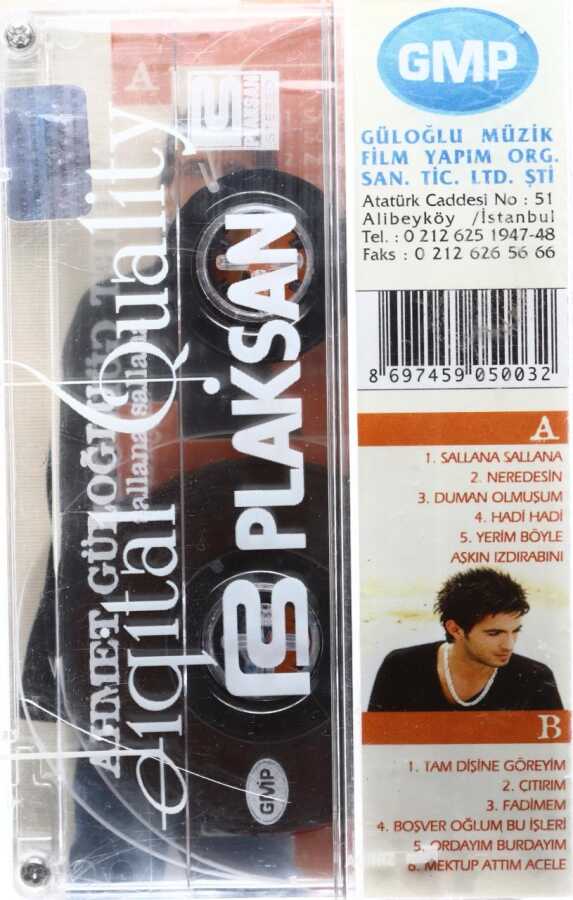 GMP
GÜLOĞLU MÜZİK
FİLM YAPIM ORG.
SAN. TİC. LTD. ŞTİ
Atatürk Caddesi No : 51
Alibeyköy /İstanbul
Tel. : 0 212 625 1947-48
Faks : 0 212 626 56 66
8 697459 050032
A
1. SALLANA SALLANA
2. NEREDESİN
3. DUMAN OLMUŞUM
4. HADİ HADİ
5. YERİM BÖYLE
AŞKIN IZDIRABINI
B
1. TAM DİŞİNE GÖREYİM
2. ÇITIRIM
3. FADİMEM
4. BOŞVER OĞLUM BU İŞLERİ
5. ORDAYIM BURDAYIM
6. MEKTUP ATTIM ACELE
A
PLAKSAN
STEREO
PLAKSAN
Digital Quality
AHMET GÜLOĞLU
sallana sallana
GMP